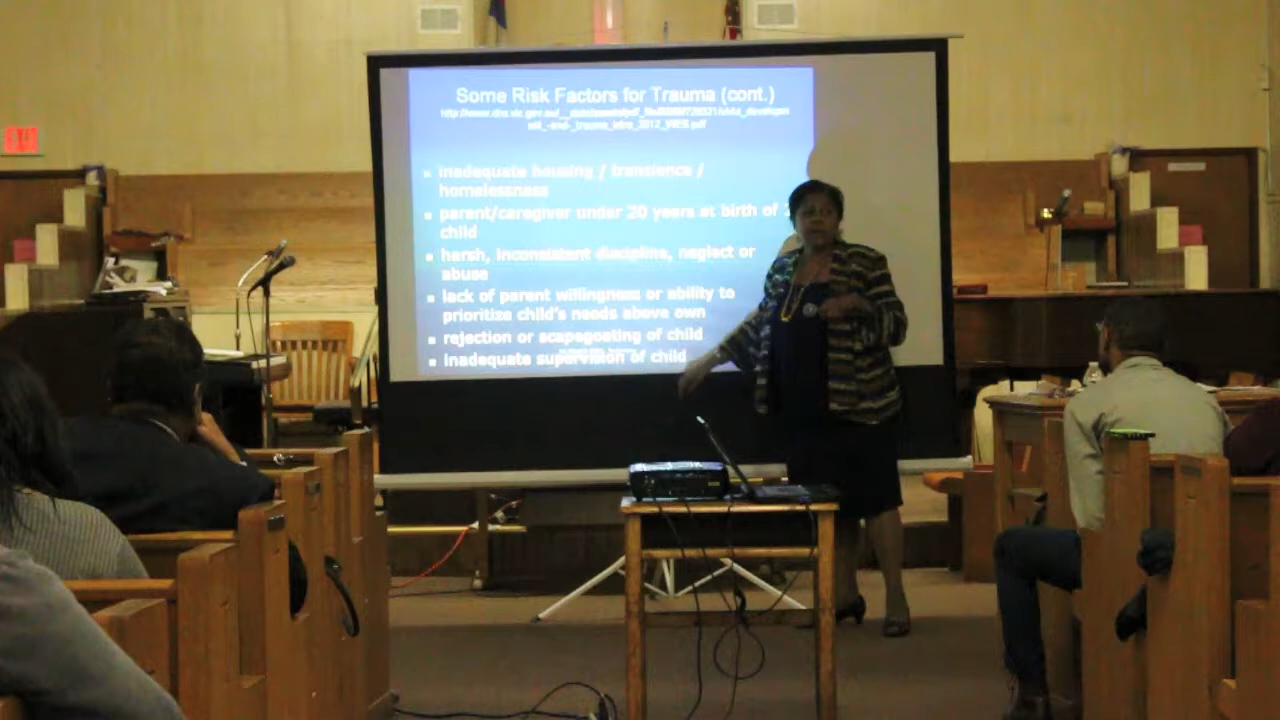 Some Risk Factors for Trauma (cont.)
inadequate housing / transience /
homelessness
parent/caregiver under 20 years at birth of
child
harsh, inconsistent discipline, neglect or
abuse
lack of parent willingness or ability to
prioritize child's needs above own
rejection or scapegoating of child
inadequate supervision of child